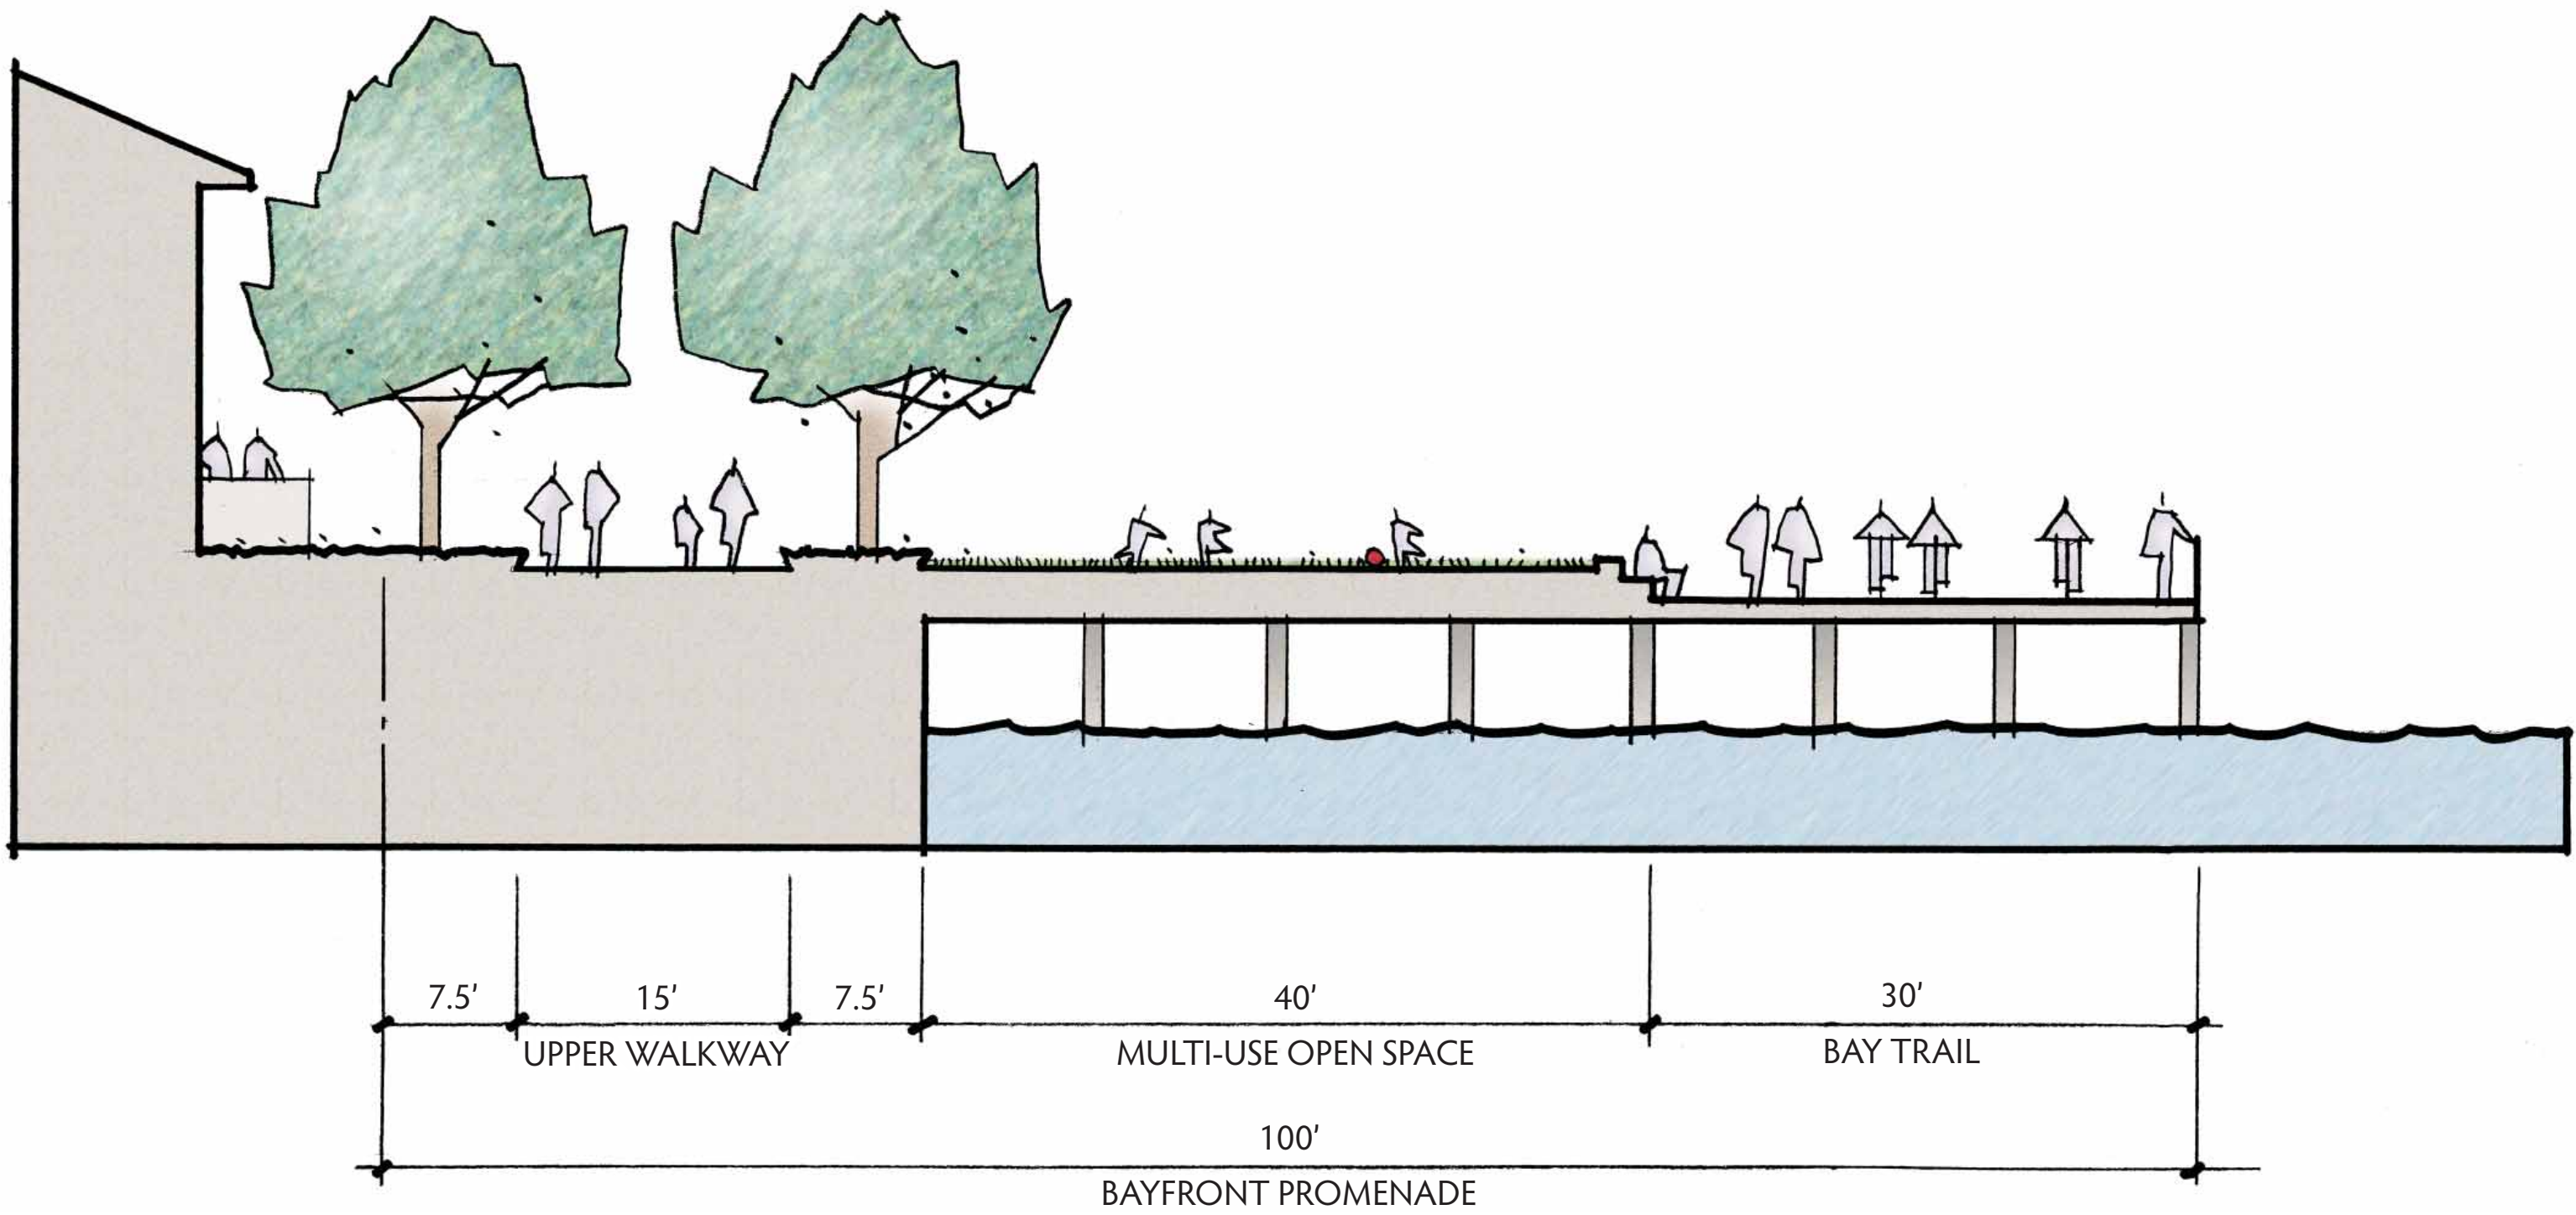 7.5’ 15’ 7.5’ 40’ 30’
UPPER WALKWAY MULTI-USE OPEN SPACE BAY TRAIL
100’
BAYFRONT PROMENADE